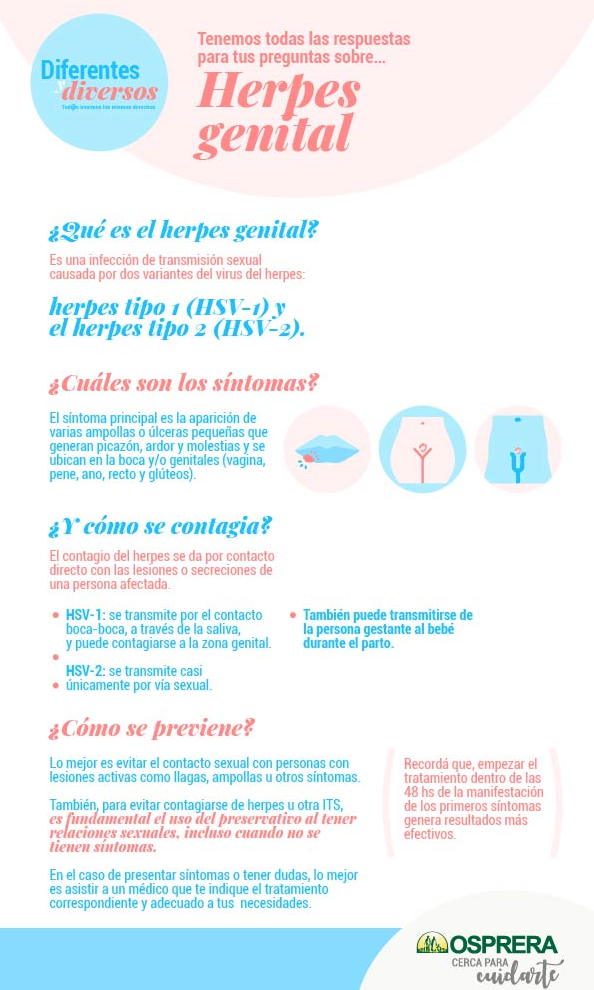 Diferentes
y diversos
Tod@s tenemos los mismos derechos
Tenemos todas las respuestas
para tus preguntas sobre...
Herpes
genital
¿Qué es el herpes genital?
Es una infección de transmisión sexual
causada por dos variantes del virus del herpes:
herpes tipo 1 (HSV-1) y
el herpes tipo 2 (HSV-2).
¿Cuáles son los síntomas?
El síntoma principal es la aparición de
varias ampollas o úlceras pequeñas que
generan picazón, ardor y molestias y se
ubican en la boca y/o genitales (vagina,
pene, ano, recto y glúteos).
¿Y cómo se contagia?
El contagio del herpes se da por contacto
directo con las lesiones o secreciones de
una persona afectada.
• HSV-1: se transmite por el contacto
boca-boca, a través de la saliva,
y puede contagiarse a la zona genital.
•
HSV-2: se transmite casi
• únicamente por vía sexual.
• También puede transmitirse de
la persona gestante al bebé
durante el parto.
¿Cómo se previene?
Lo mejor es evitar el contacto sexual con personas con
lesiones activas como llagas, ampollas u otros síntomas.
También, para evitar contagiarse de herpes u otra ITS,
es fundamental el uso del preservativo al tener
relaciones sexuales, incluso cuando no se
tienen síntomas.
En el caso de presentar síntomas o tener dudas, lo mejor
es asistir a un médico que te indique el tratamiento
correspondiente y adecuado a tus necesidades.
Recordá que, empezar el
tratamiento dentro de las
48 hs de la manifestación
de los primeros síntomas
genera resultados más
efectivos.
OSPRERA
CERCA PARA
cuidarte